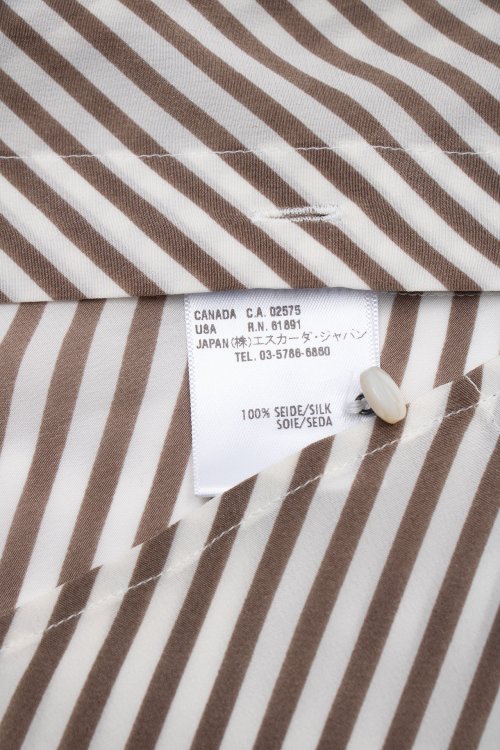 CANADA C.A. 02575
USA R.N. 61891
JAPAN (株)エスカーダ・ジャパン
TEL. 03-5766-6860
100% SEIDE/SILK
SOIE/SEDA